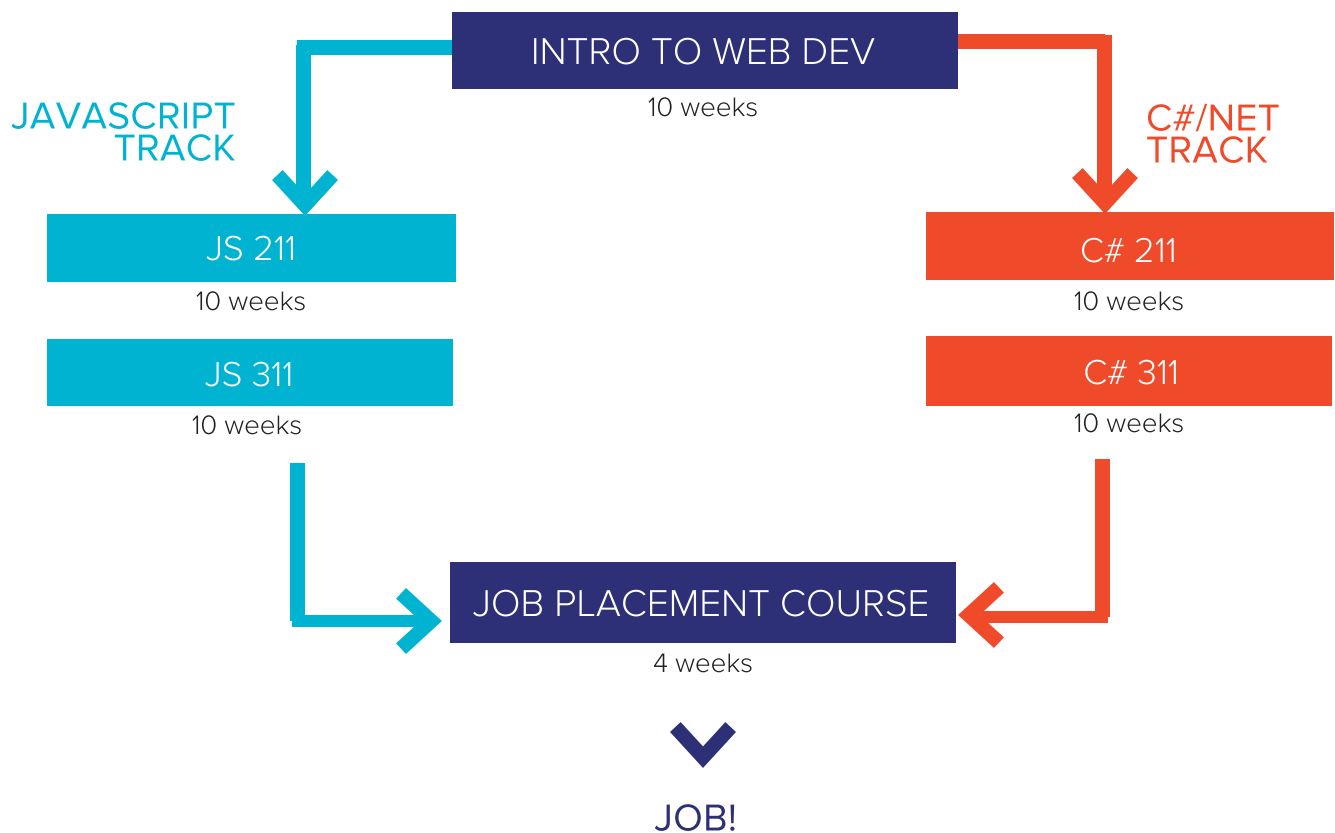 INTRO TO WEB DEV
10 weeks
JAVASCRIPT
TRACK
C#/NET
TRACK
JS 211
10 weeks
C# 211
10 weeks
JS 311
10 weeks
C# 311
10 weeks
JOB PLACEMENT COURSE
4 weeks
JOB!